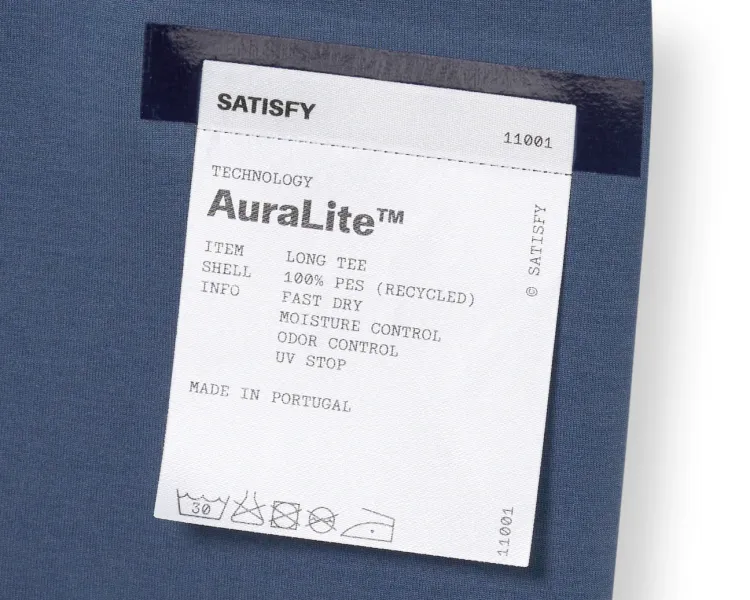 SATISFY
11001
TECHNOLOGY
AuraLite™
ITEM LONG TEE
SHELL 100% PES (RECYCLED)
INFO FAST DRY
MOISTURE CONTROL
ODOR CONTROL
UV STOP
MADE IN PORTUGAL
30
© SATISFY
11001